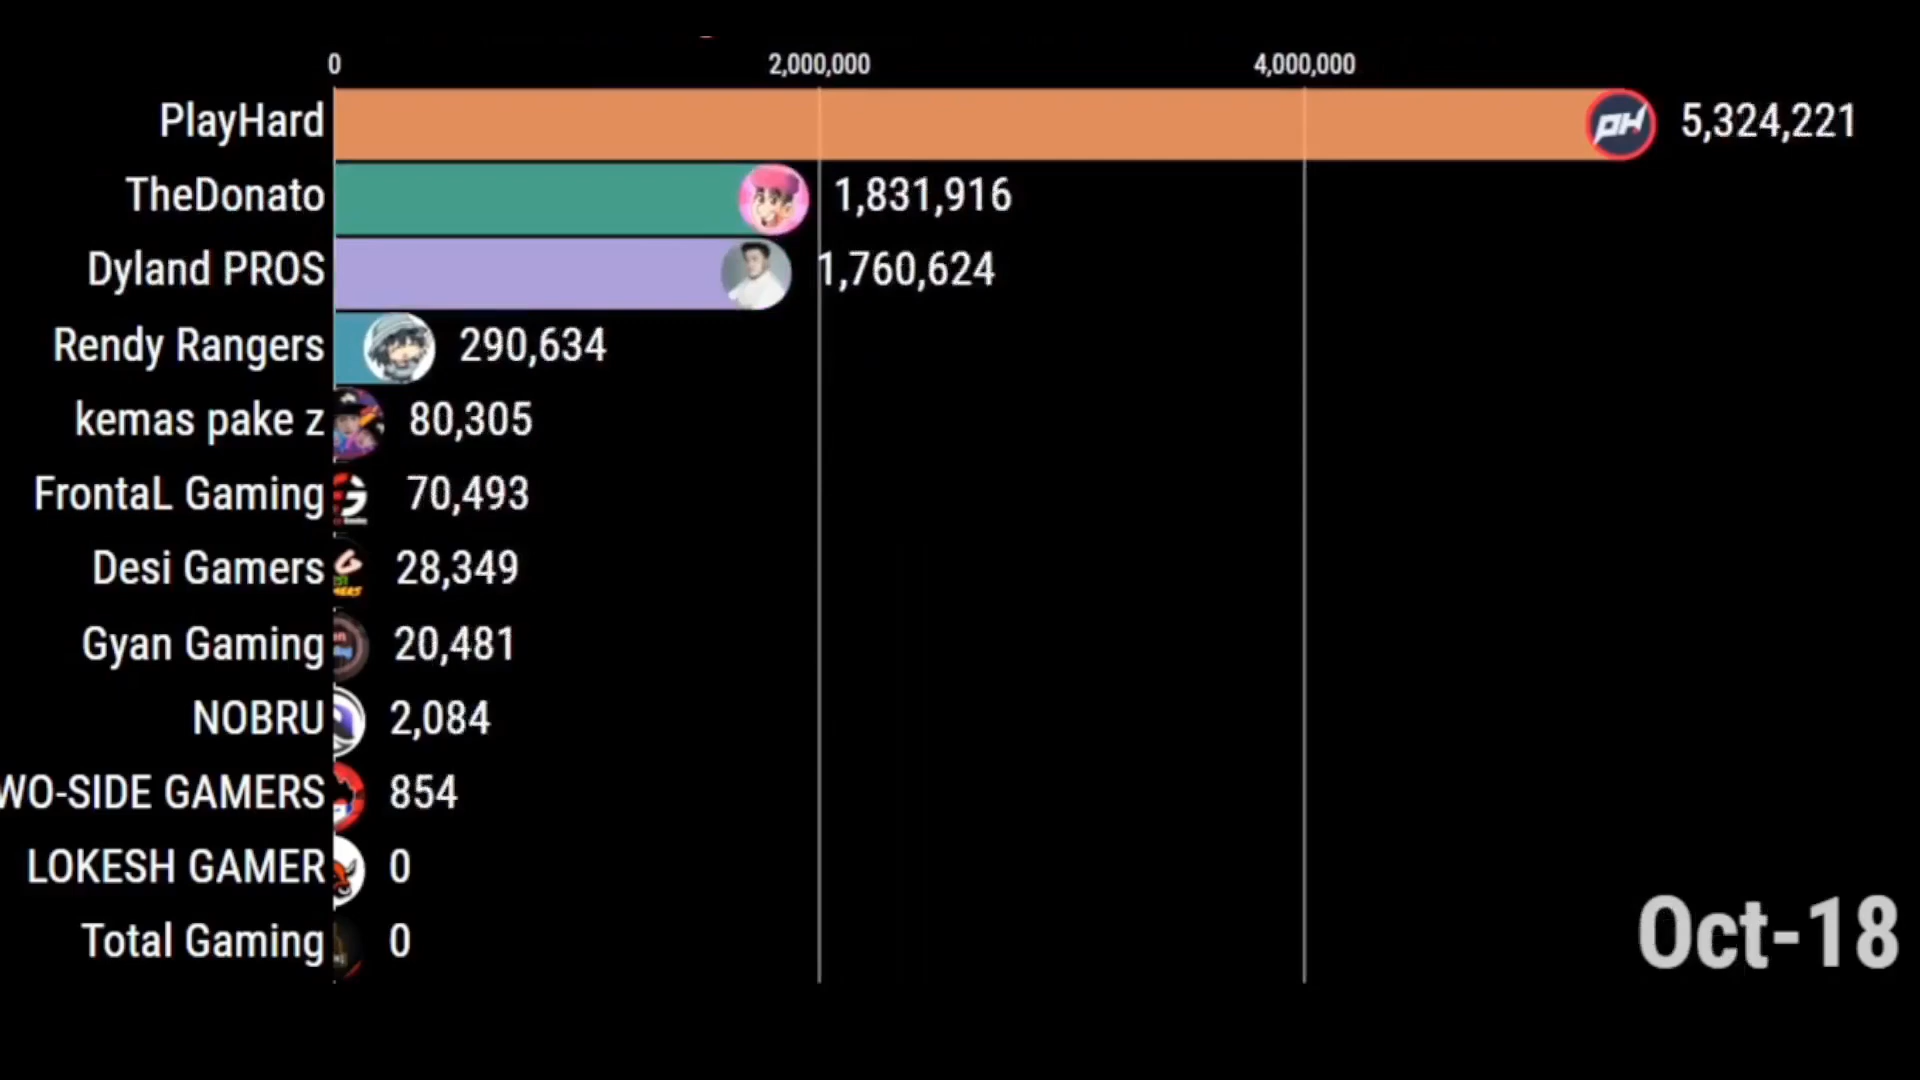 0 2,000,000 4,000,000
PlayHard PH 5,324,221
TheDonato 1,831,916
Dyland PROS 1,760,624
Rendy Rangers 290,634
kemas pake z 80,305
FrontaL Gaming 70,493
Desi Gamers 28,349
Gyan Gaming 20,481
NOBRU 2,084
WO-SIDE GAMERS 854
LOKESH GAMER 0
Total Gaming 0
Oct-18